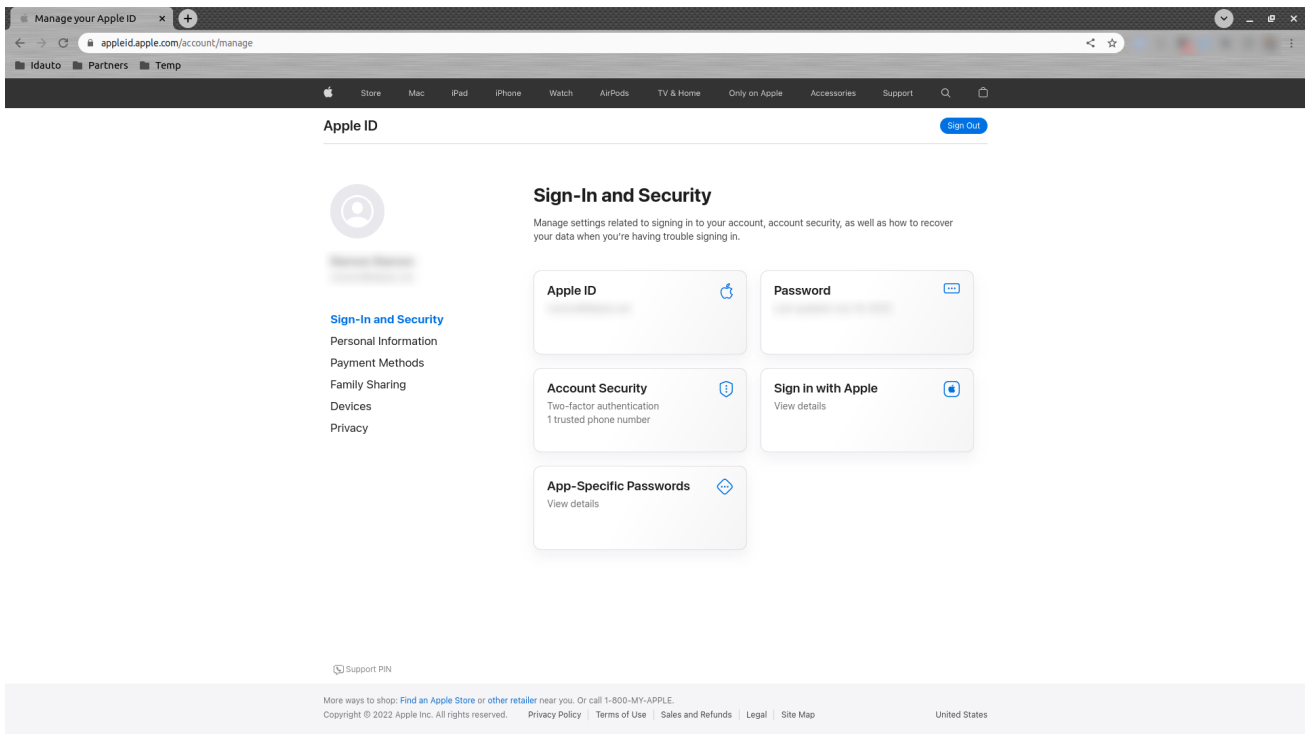 Manage your Apple ID
appleid.apple.com/account/manage
Idauto Partners Temp
Store Mac iPad iPhone Watch AirPods TV & Home Only on Apple Accessories Support
Apple ID
Sign Out
Sign-In and Security
Personal Information
Payment Methods
Family Sharing
Devices
Privacy
Sign-In and Security
Manage settings related to signing in to your account, account security, as well as how to recover
your data when you're having trouble signing in.
Apple ID
Password
Account Security
Two-factor authentication
1 trusted phone number
Sign in with Apple
View details
App-Specific Passwords
View details
Support PIN
More ways to shop: Find an Apple Store or other retailer near you. Or call 1-800-MY-APPLE.
Copyright © 2022 Apple Inc. All rights reserved. Privacy Policy | Terms of Use | Sales and Refunds | Legal | Site Map United States